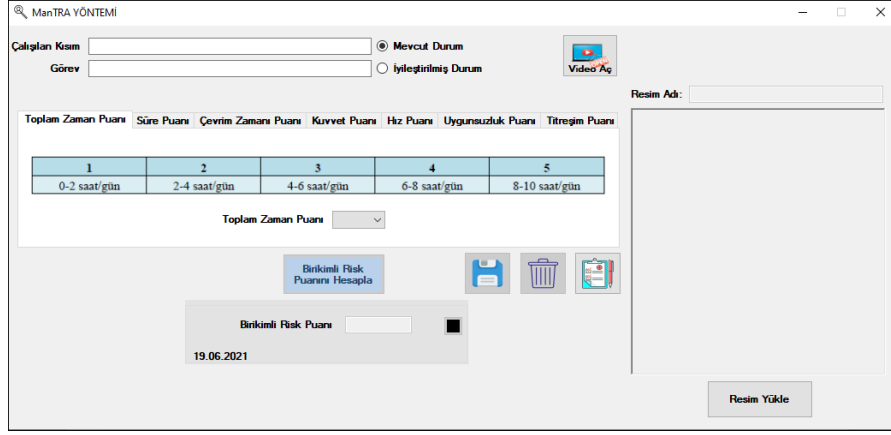 ManTRA YÖNTEMİ
Çalışılan Kısım
Mevcut Durum
Görev
İyileştirilmiş Durum
Video Aç
Resim Adı:
Toplam Zaman Puanı Süre Puanı Çevrim Zamanı Puanı Kuvvet Puanı Hız Puanı Uygunsuzluk Puanı Titreşim Puanı
1 2 3 4 5
0-2 saat/gün 2-4 saat/gün 4-6 saat/gün 6-8 saat/gün 8-10 saat/gün
Toplam Zaman Puanı
Birikimli Risk
Puanını Hesapla
Birikimli Risk Puanı
19.06.2021
Resim Yükle